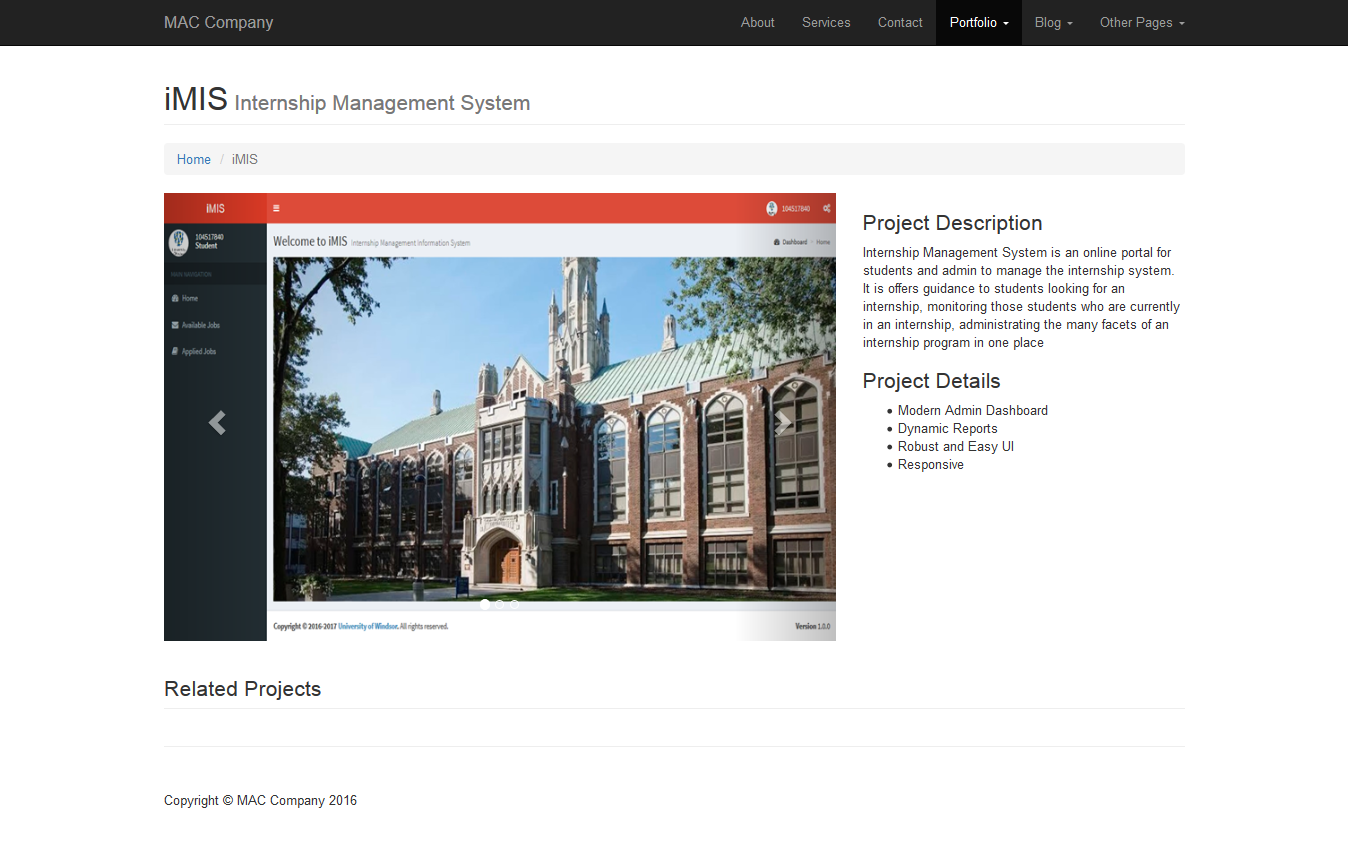 MAC Company
About Services Contact Portfolio Blog Other Pages
iMIS Internship Management System
Home / iMIS
iMIS
104517840
104517840
Student
MAIN NAVIGATION
Home
Available Jobs
Applied Jobs
Welcome to iMIS Internship Management Information System
Dashboard > Home
Copyright © 2016-2017 University of Windsor. All rights reserved.
Version 1.0.0
Project Description
Internship Management System is an online portal for
students and admin to manage the internship system.
It is offers guidance to students looking for an
internship, monitoring those students who are currently
in an internship, administrating the many facets of an
internship program in one place
Project Details
• Modern Admin Dashboard
• Dynamic Reports
• Robust and Easy UI
• Responsive
Related Projects
Copyright © MAC Company 2016